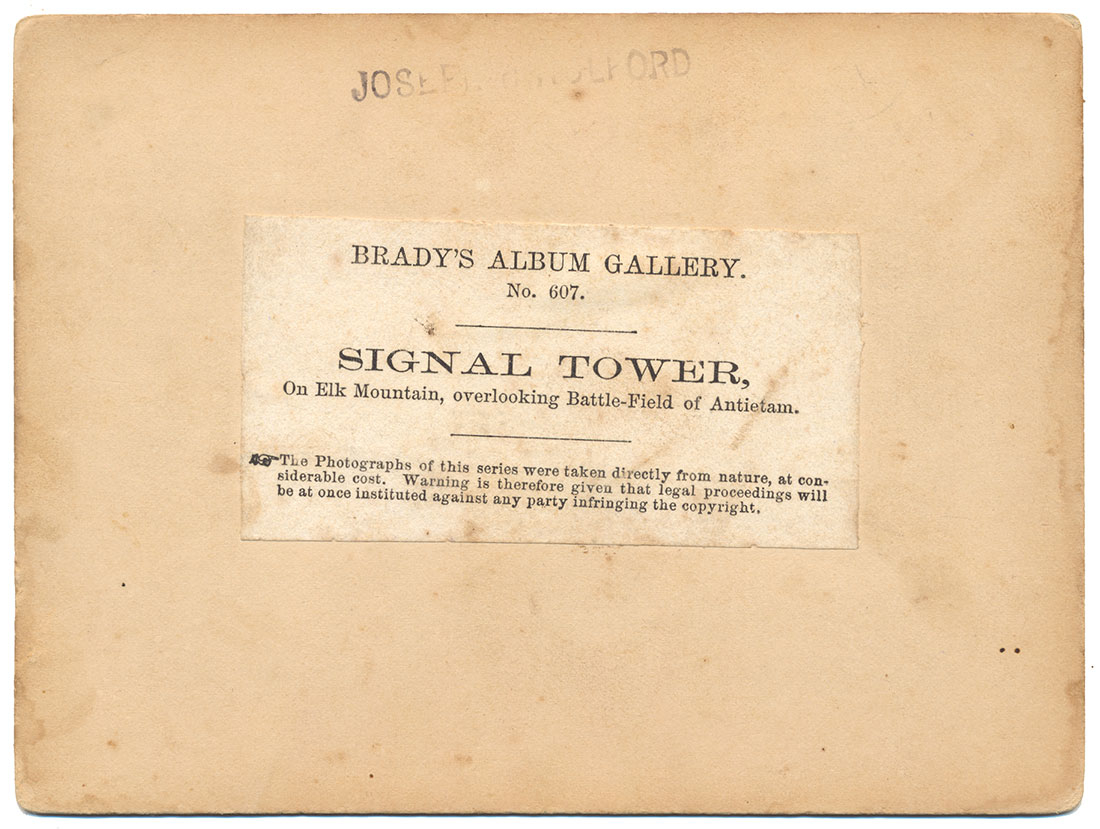 BRADY'S ALBUM GALLERY.
No. 607.
SIGNAL TOWER,
On Elk Mountain, overlooking Battle-Field of Antietam.
The Photographs of this series were taken directly from nature, at con-
siderable cost. Warning is therefore given that legal proceedings will
be at once instituted against any party infringing the copyright.